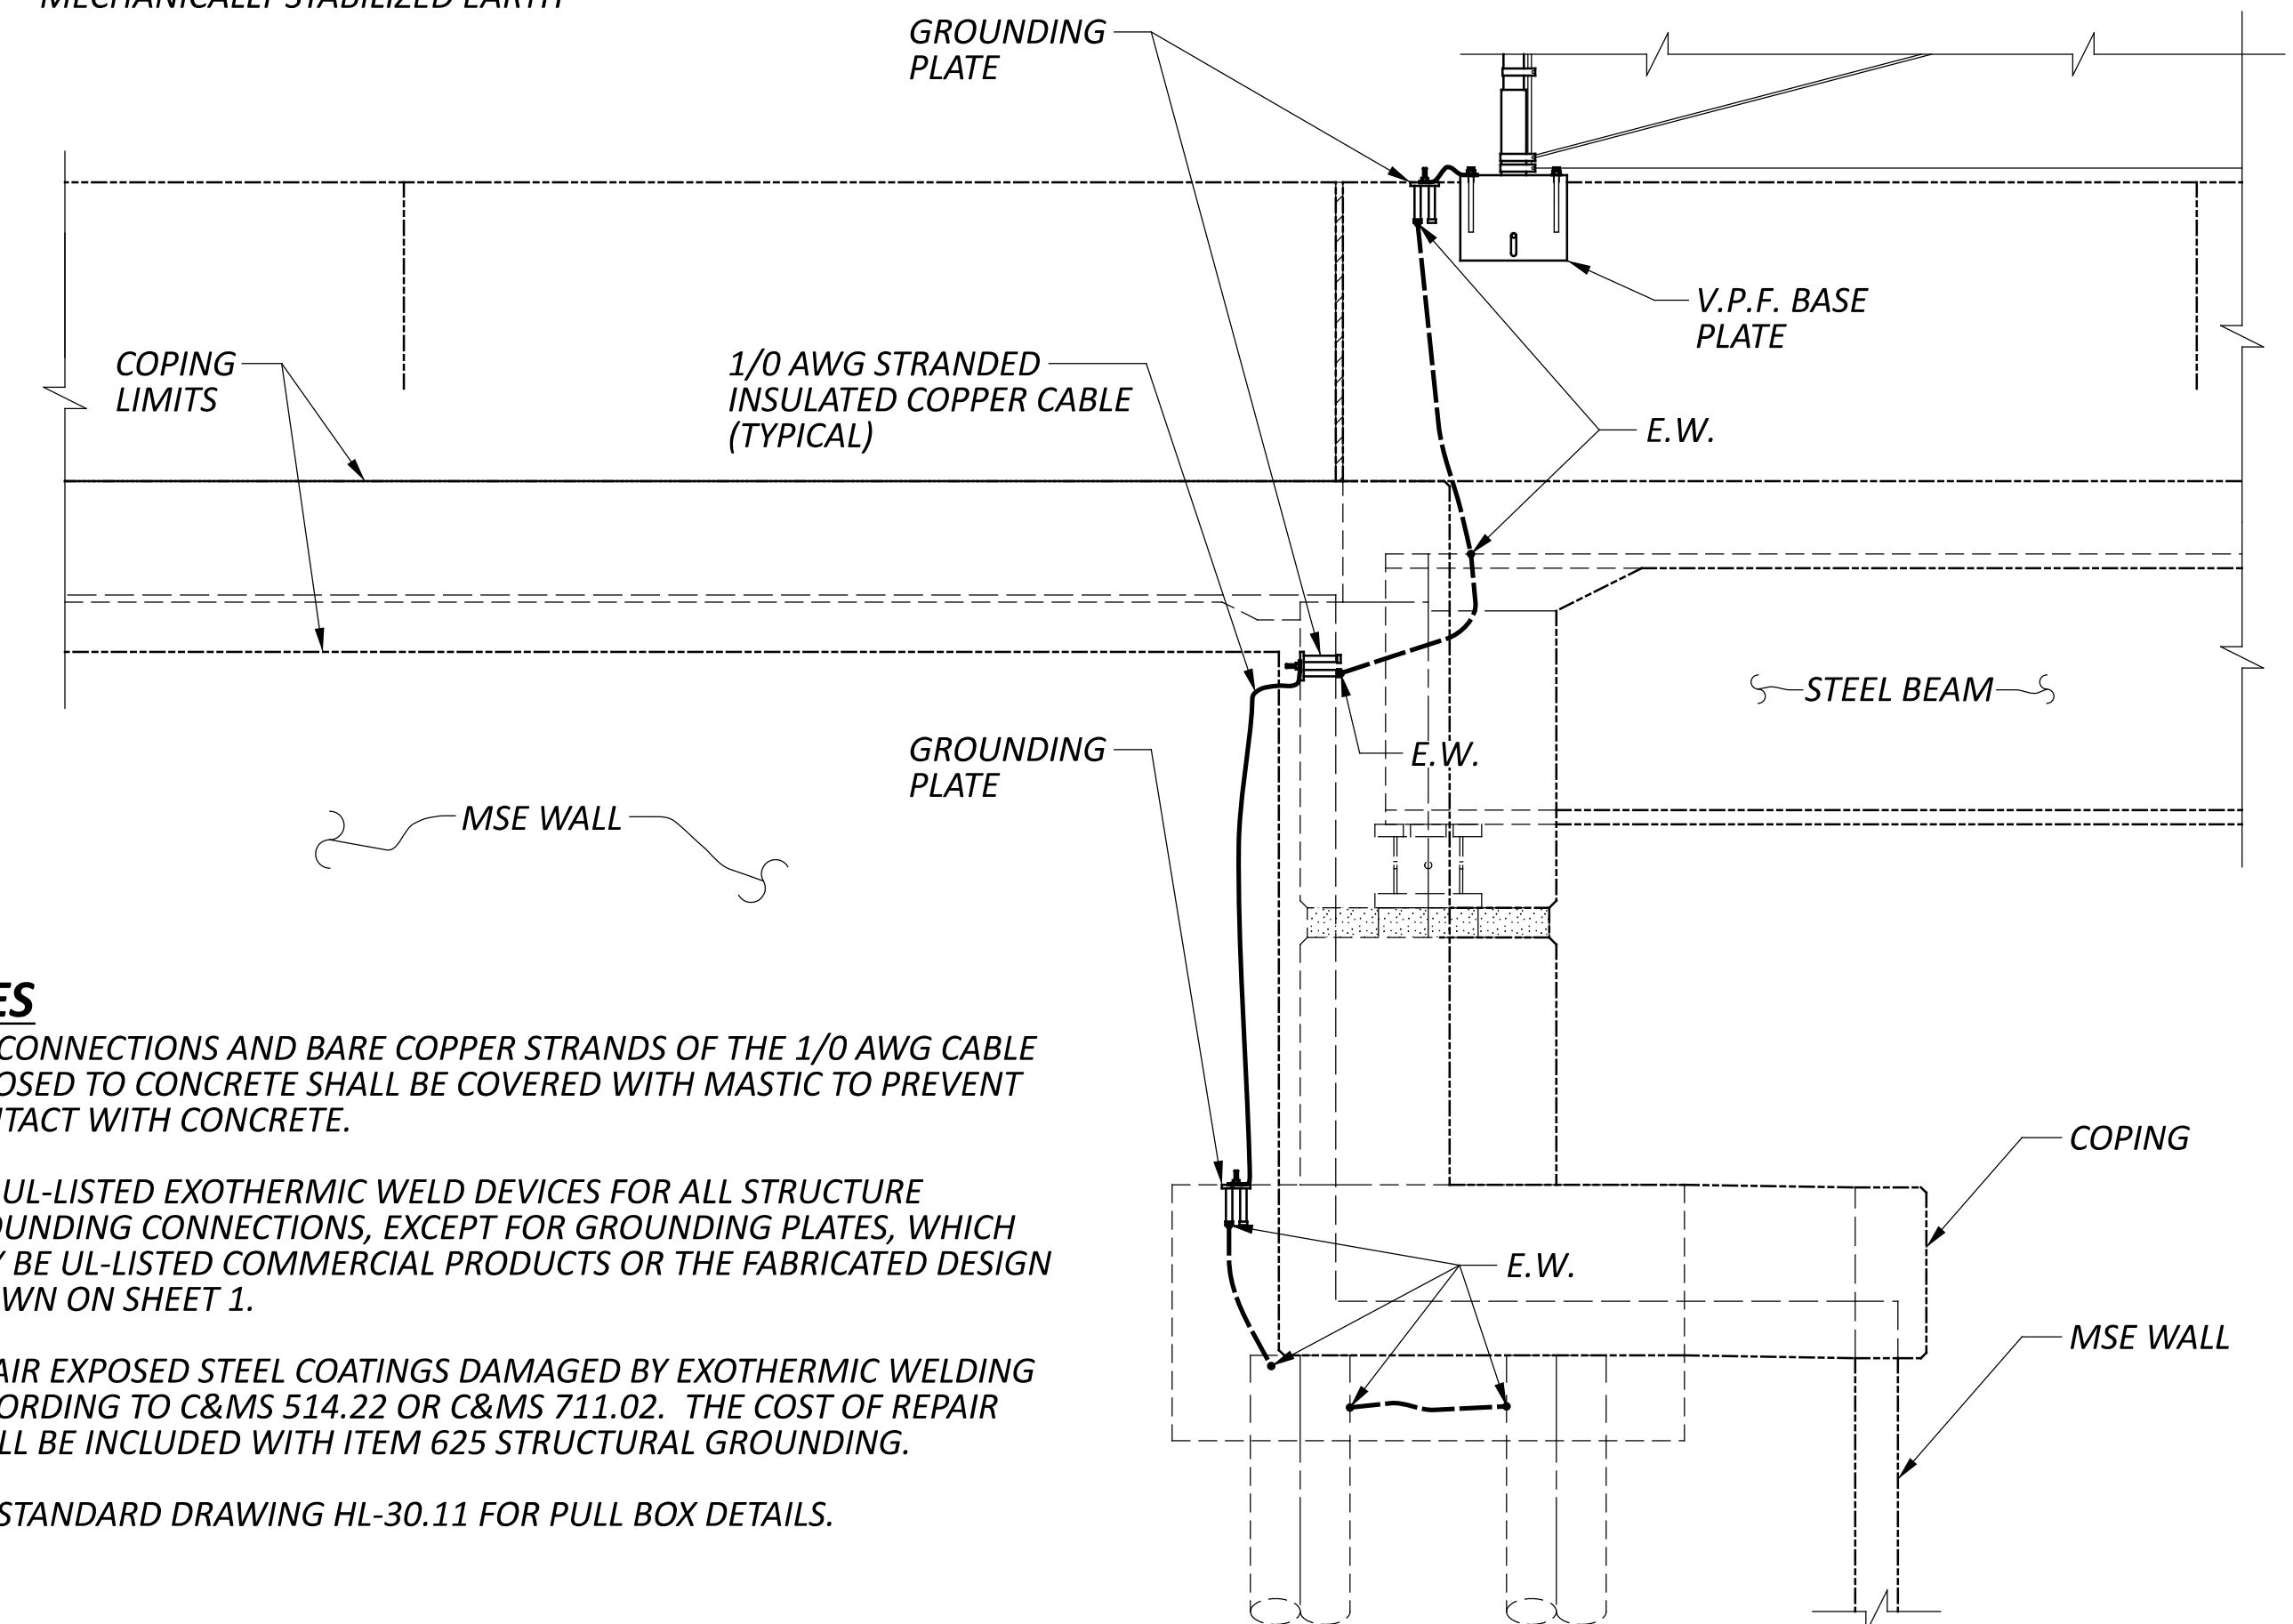 MECHANICALLY STABILIZED EARTH
GROUNDING
PLATE
V.P.F. BASE
PLATE
COPING
LIMITS
1/0 AWG STRANDED
INSULATED COPPER CABLE
(TYPICAL)
E.W.
STEEL BEAM
E.W.
GROUNDING
PLATE
MSE WALL
ES
CONNECTIONS AND BARE COPPER STRANDS OF THE 1/0 AWG CABLE
OSED TO CONCRETE SHALL BE COVERED WITH MASTIC TO PREVENT
NTACT WITH CONCRETE.
UL-LISTED EXOTHERMIC WELD DEVICES FOR ALL STRUCTURE
OUNDING CONNECTIONS, EXCEPT FOR GROUNDING PLATES, WHICH
Y BE UL-LISTED COMMERCIAL PRODUCTS OR THE FABRICATED DESIGN
OWN ON SHEET 1.
AIR EXPOSED STEEL COATINGS DAMAGED BY EXOTHERMIC WELDING
ORDING TO C&MS 514.22 OR C&MS 711.02. THE COST OF REPAIR
LL BE INCLUDED WITH ITEM 625 STRUCTURAL GROUNDING.
STANDARD DRAWING HL-30.11 FOR PULL BOX DETAILS.
COPING
E.W.
MSE WALL